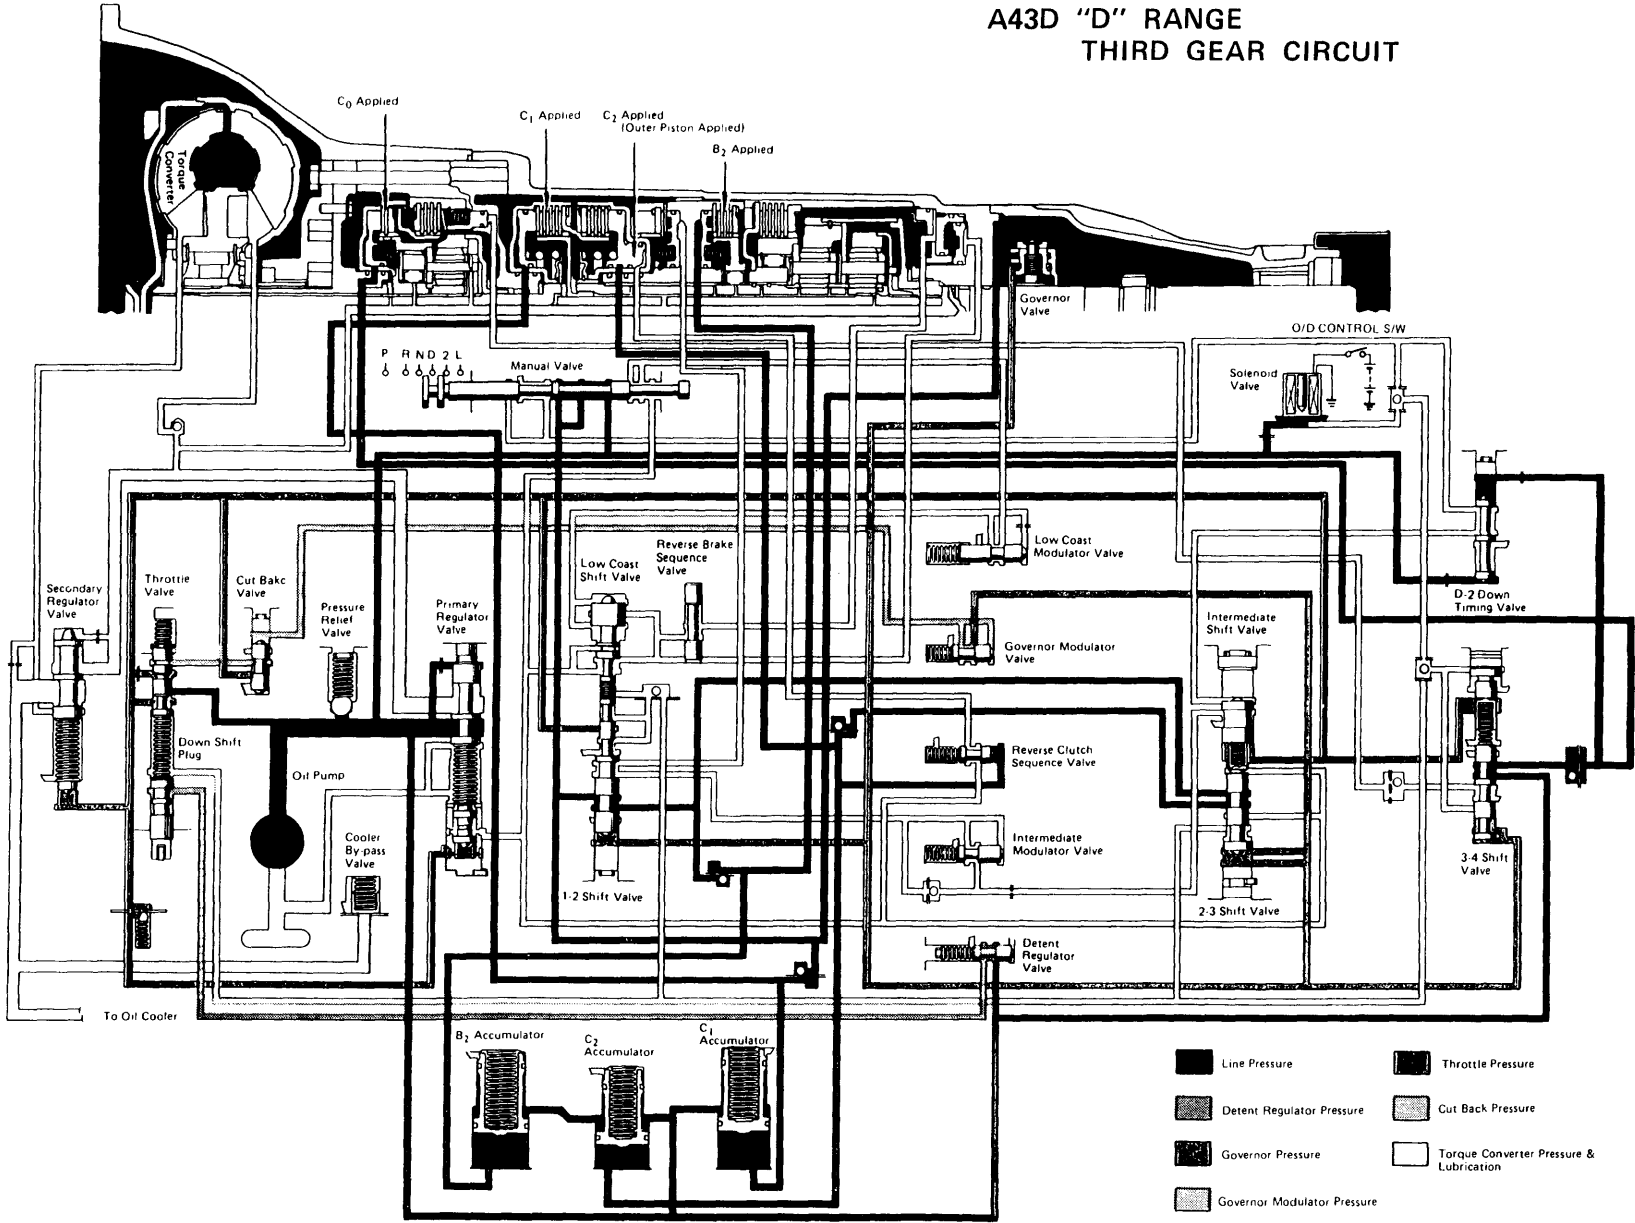 A43D "D" RANGE
THIRD GEAR CIRCUIT
C0 Applied
C1 Applied
C2 Applied
(Outer Piston Applied)
B2 Applied
Torque
Converter
Governor
Valve
O/D CONTROL S/W
P R N D 2 L
Manual Valve
Solenoid
Valve
Low Coast
Modulator Valve
Reverse Brake
Sequence
Valve
Low Coast
Shift Valve
Secondary
Regulator
Valve
Throttle
Valve
Cut Bakc
Valve
Pressure
Relief
Valve
Primary
Regulator
Valve
D-2 Down
Timing Valve
Intermediate
Shift Valve
Governor Modulator
Valve
Down Shift
Plug
Oil Pump
Reverse Clutch
Sequence Valve
Cooler
By-pass
Valve
Intermediate
Modulator Valve
3-4 Shift
Valve
1-2 Shift Valve
2-3 Shift Valve
Detent
Regulator
Valve
To Oil Cooler
B2 Accumulator
C2
Accumulator
C1
Accumulator
Line Pressure
Throttle Pressure
Detent Regulator Pressure
Cut Back Pressure
Governor Pressure
Torque Converter Pressure &
Lubrication
Governor Modulator Pressure